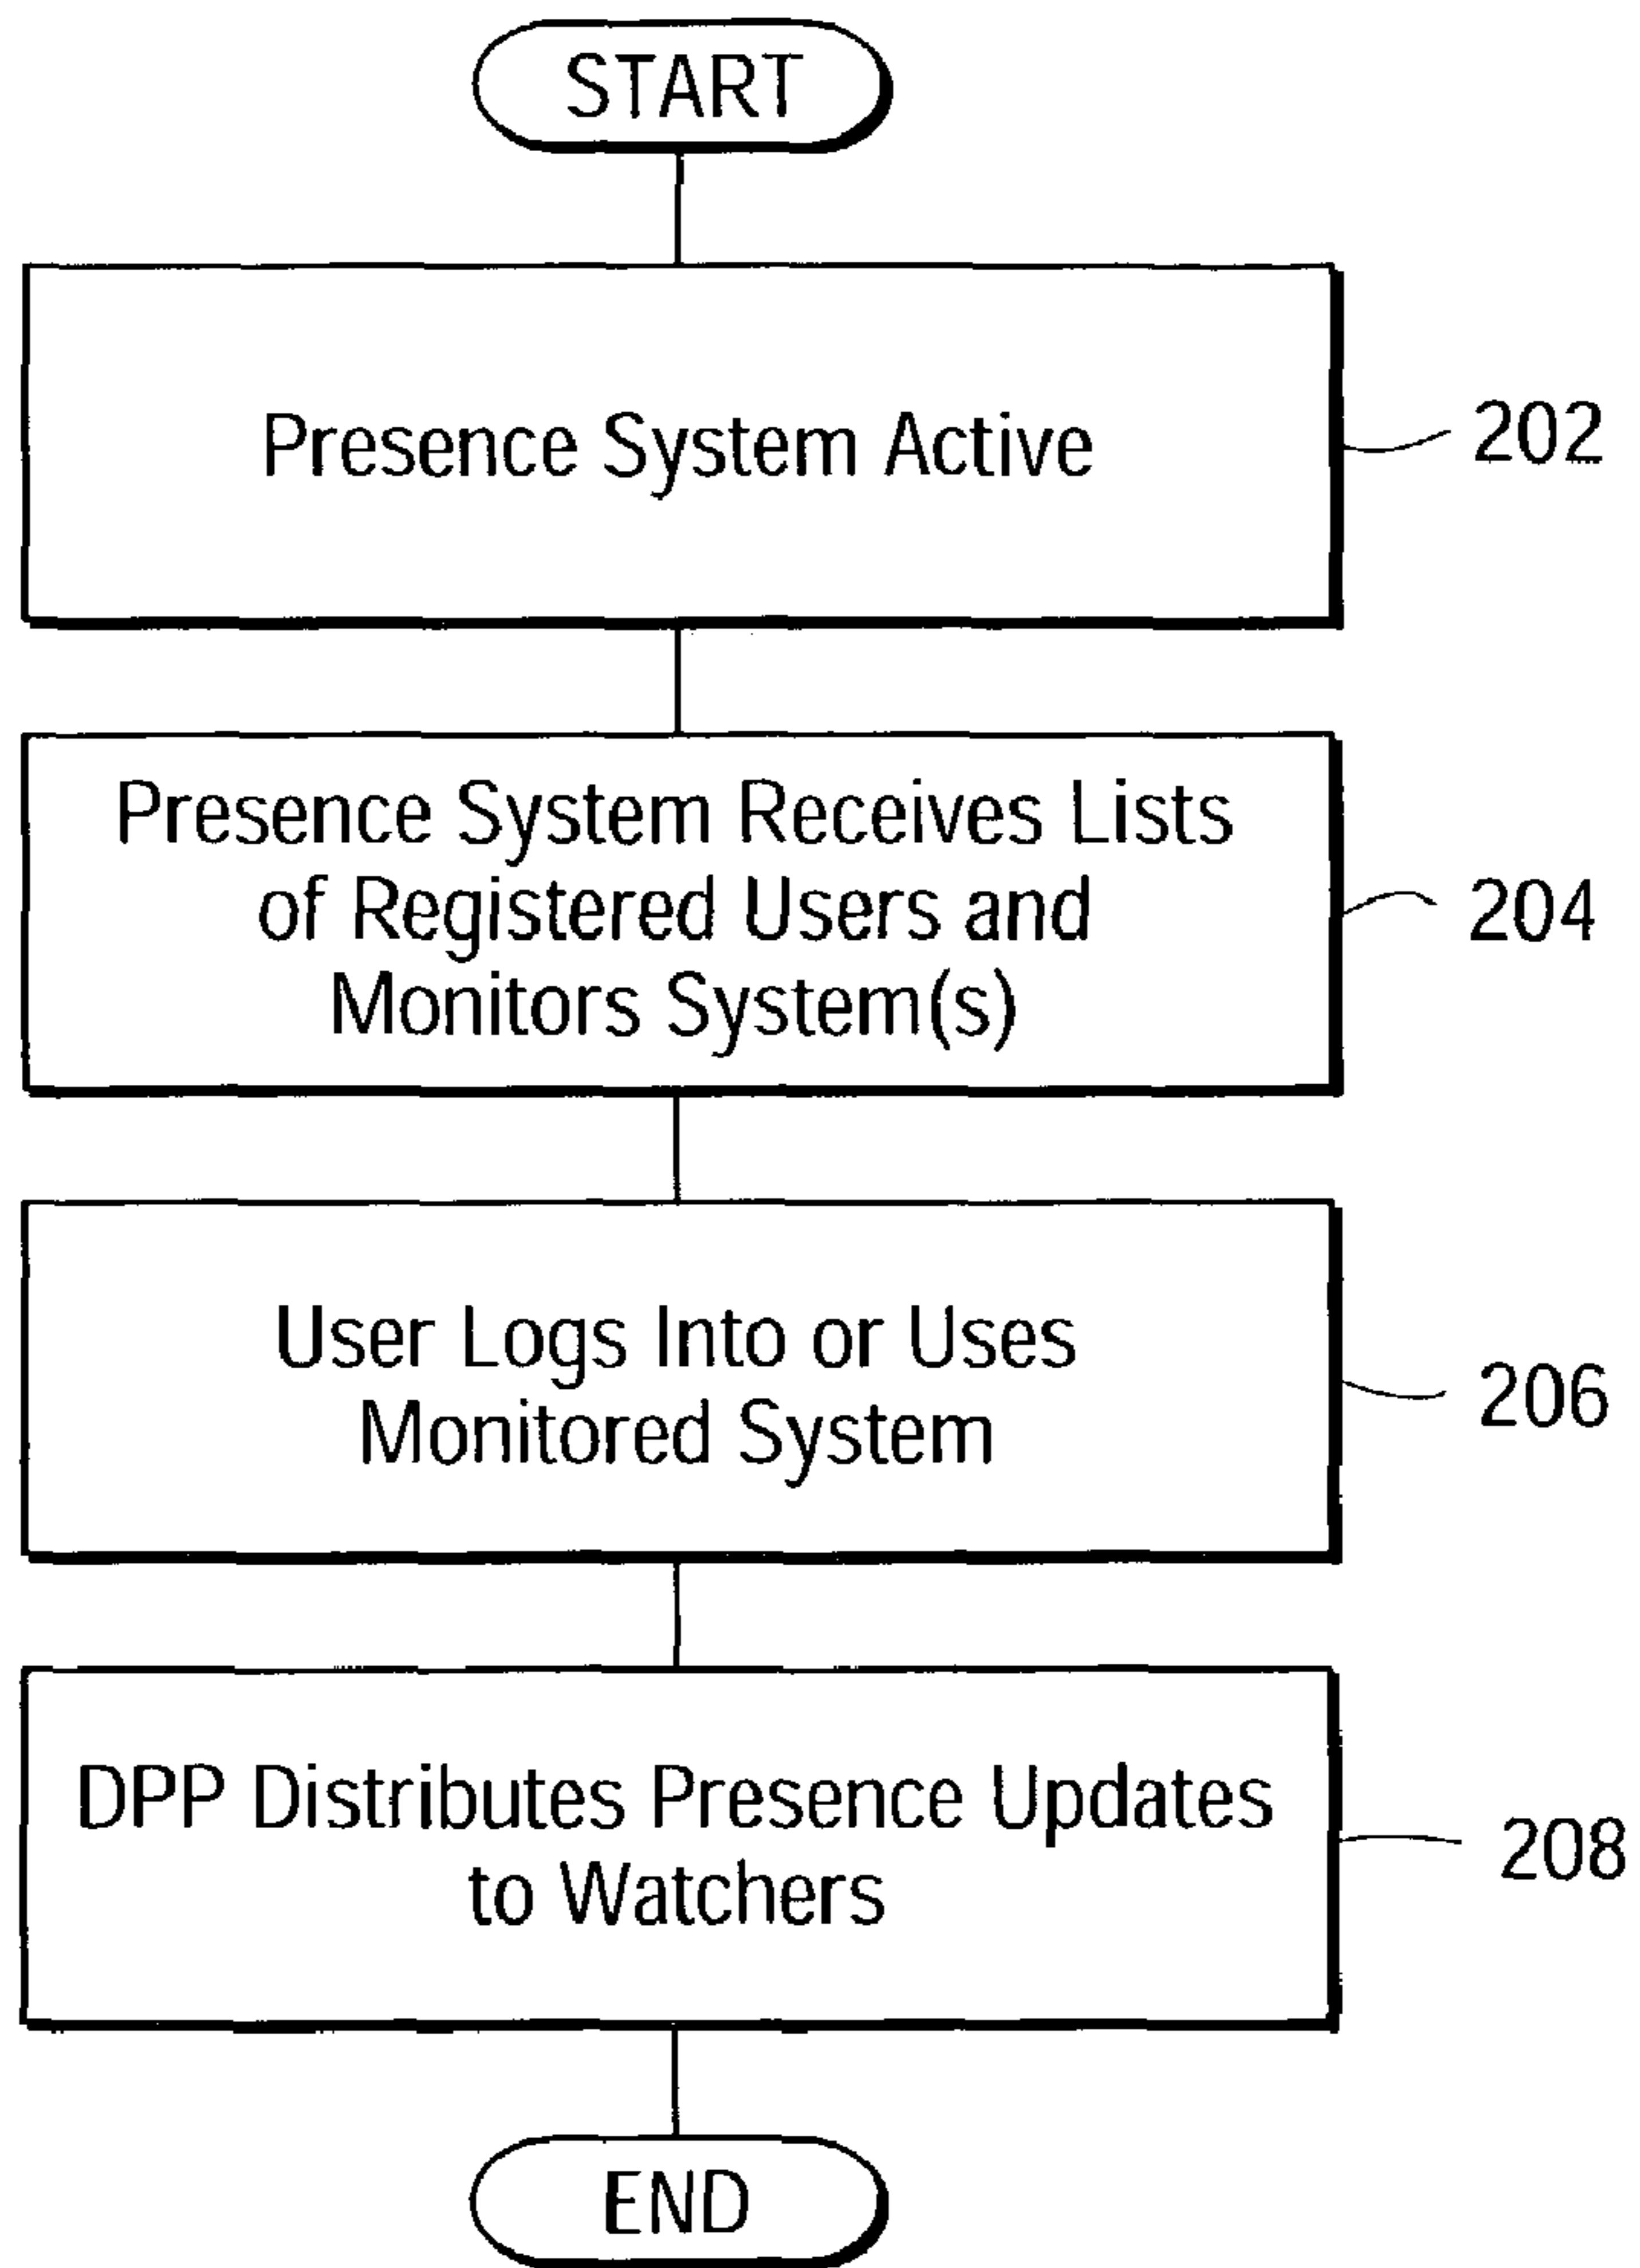 START
Presence System Active
202
Presence System Receives Lists
of Registered Users and
Monitors System(s)
204
User Logs Into or Uses
Monitored System
206
DPP Distributes Presence Updates
to Watchers
208
END